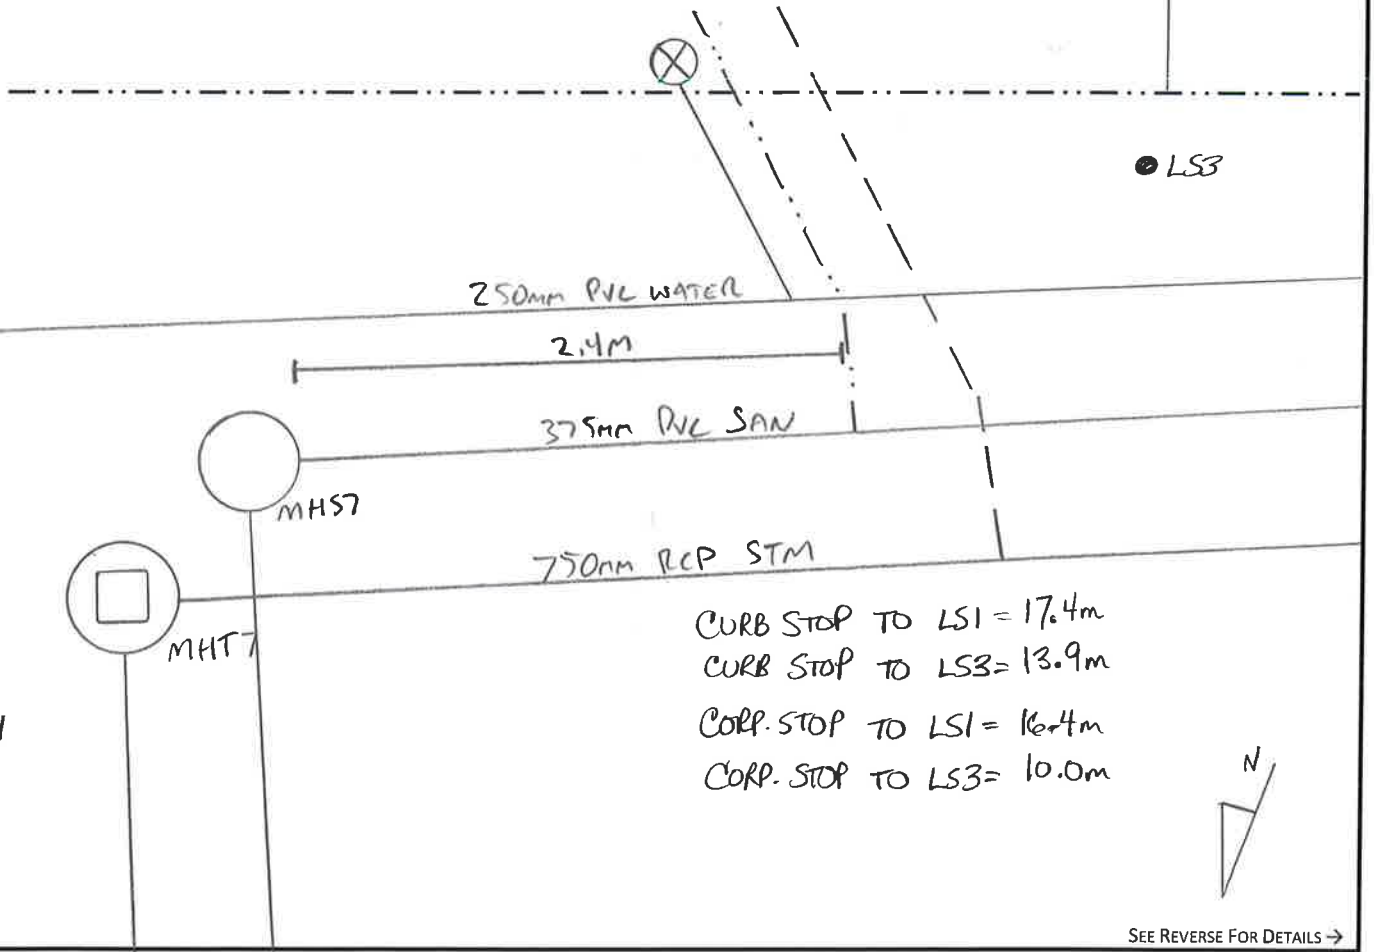 LS3
250mm PVC WATER
2.4M
375mm PVC SAN
MHS7
750mm RCP STM
MHT7
CURB STOP TO LS1 = 17.4m
CURB STOP TO LS3 = 13.9m
CORP. STOP TO LS1 = 16.4m
CORP. STOP TO LS3 = 10.0m
N
SEE REVERSE FOR DETAILS →